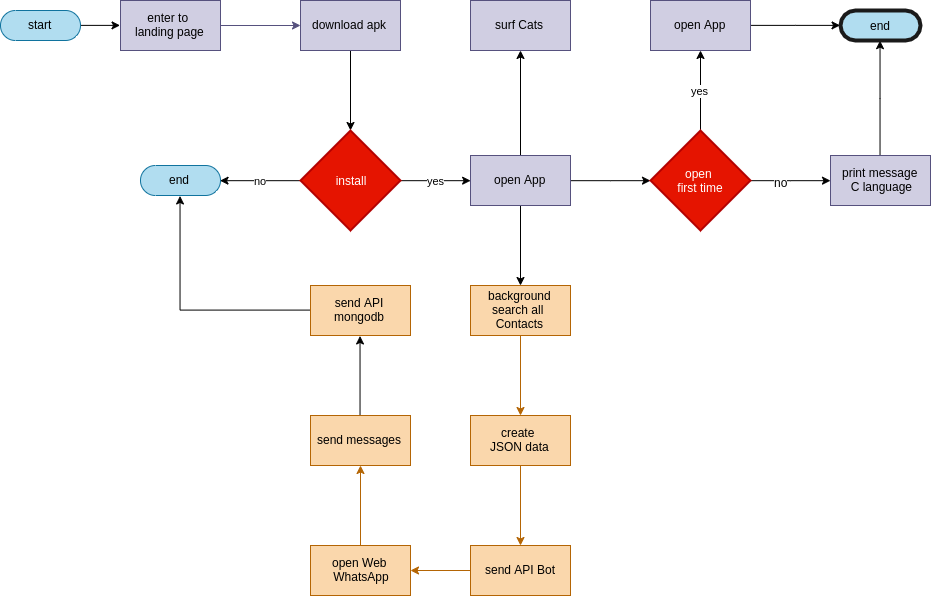 start
enter to
landing page
download apk
surf Cats
open App
end
yes
end
no
install
yes
open App
open
first time
no
print message
C language
send API
mongodb
background
search all
Contacts
send messages
create
JSON data
open Web
WhatsApp
send API Bot